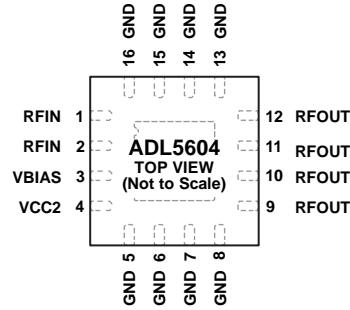 16 GND
15 GND
14 GND
13 GND
RFIN 1
RFIN 2
VBIAS 3
VCC2 4
ADL5604
TOP VIEW
(Not to Scale)
12 RFOUT
11 RFOUT
10 RFOUT
9 RFOUT
GND 5
GND 6
GND 7
GND 8